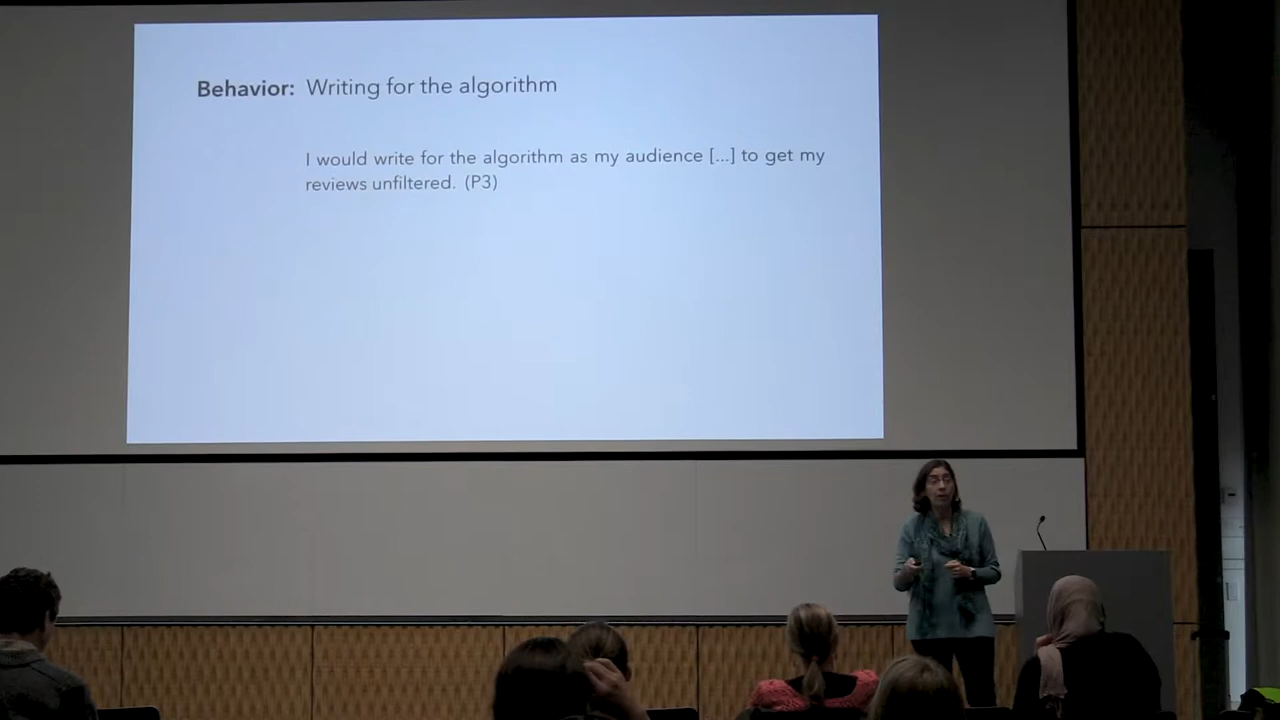 Behavior: Writing for the algorithm
I would write for the algorithm as my audience [...] to get my
reviews unfiltered. (P3)